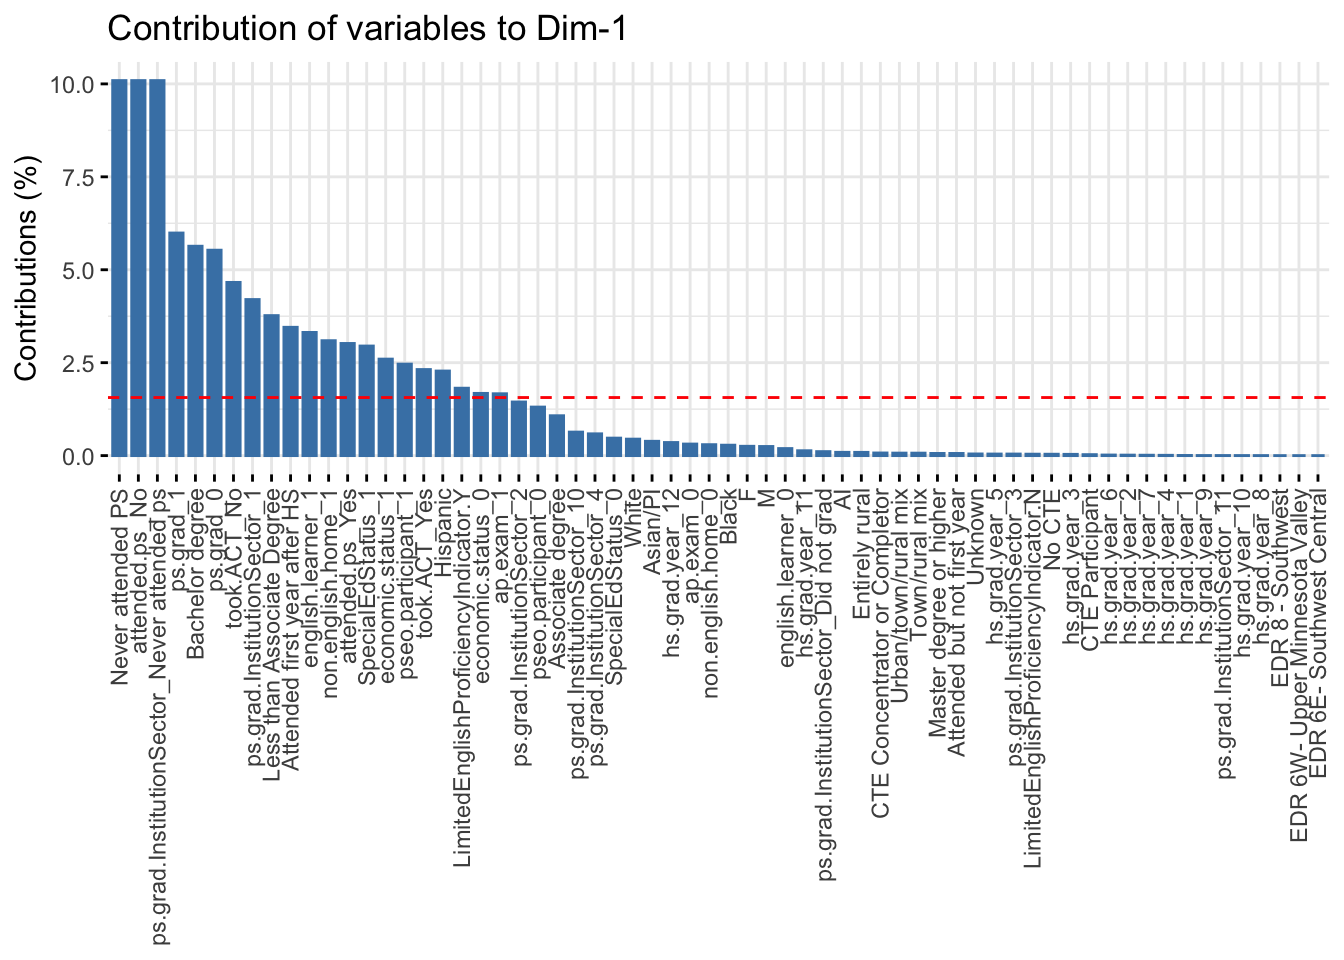 Contribution of variables to Dim-1
Contributions (%)
10.0
7.5
5.0
2.5
0.0
Never attended PS
attended.ps_No
ps.grad.InstitutionSector_Never attended ps
ps.grad_1
Bachelor degree
ps.grad_0
took.ACT_No
ps.grad.InstitutionSector_1
Less than Associate Degree
Attended first year after HS
english.learner_1
non.english.home_1
attended.ps_Yes
SpecialEdStatus_1
economic.status_1
pseo.participant_1
took.ACT_Yes
Hispanic
LimitedEnglishProficiencyIndicator.Y
economic.status_0
ap.exam_1
ps.grad.InstitutionSector_2
pseo.participant_0
Associate degree
ps.grad.InstitutionSector_10
ps.grad.InstitutionSector_4
SpecialEdStatus_0
White
Asian/PI
hs.grad.year_12
ap.exam_0
non.english.home_0
Black
F
M
english.learner_0
hs.grad.year_11
ps.grad.InstitutionSector_Did not grad
AI
Entirely rural
CTE Concentrator or Completor
Urban/town/rural mix
Town/rural mix
Master degree or higher
Attended but not first year
Unknown
hs.grad.year_5
ps.grad.InstitutionSector_3
LimitedEnglishProficiencyIndicator.N
No CTE
hs.grad.year_3
CTE Participant
hs.grad.year_6
hs.grad.year_2
hs.grad.year_7
hs.grad.year_4
hs.grad.year_1
hs.grad.year_9
ps.grad.InstitutionSector_11
hs.grad.year_10
hs.grad.year_8
EDR 8 - Southwest
EDR 6W- Upper Minnesota Valley
EDR 6E- Southwest Central